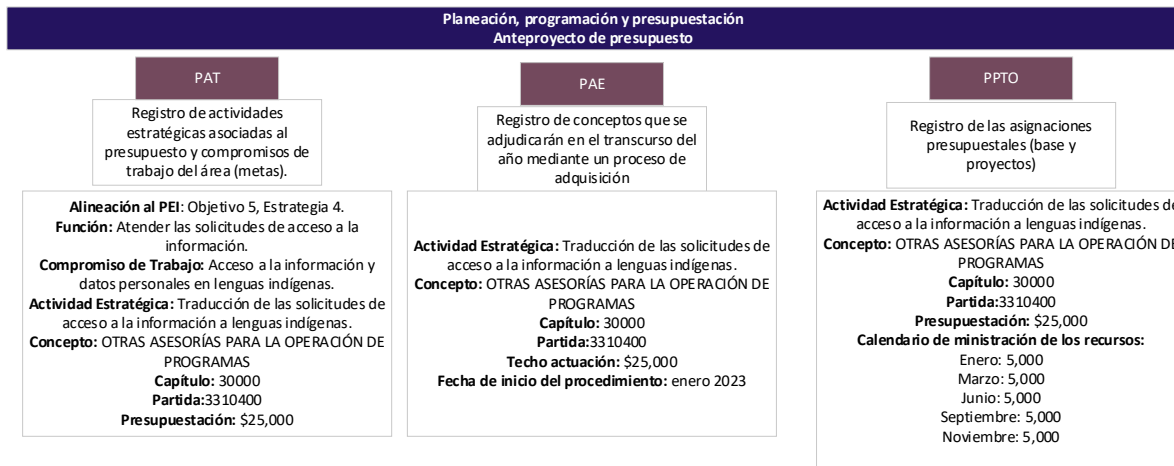 Planeación, programación y presupuestación
Anteproyecto de presupuesto
PAT
Registro de actividades
estratégicas asociadas al
presupuesto y compromisos de
trabajo del área (metas).
Alineación al PEI: Objetivo 5, Estrategia 4.
Función: Atender las solicitudes de acceso a la
información.
Compromiso de Trabajo: Acceso a la información y
datos personales en lenguas indígenas.
Actividad Estratégica: Traducción de las solicitudes de
acceso a la información a lenguas indígenas.
Concepto: OTRAS ASESORÍAS PARA LA OPERACIÓN DE
PROGRAMAS
Capítulo: 30000
Partida:3310400
Presupuestación: $25,000
PAE
Registro de conceptos que se
adjudicarán en el transcurso del
año mediante un proceso de
adquisición
Actividad Estratégica: Traducción de las solicitudes de
acceso a la información a lenguas indígenas.
Concepto: OTRAS ASESORÍAS PARA LA OPERACIÓN DE
PROGRAMAS
Capítulo: 30000
Partida:3310400
Techo actuación: $25,000
Fecha de inicio del procedimiento: enero 2023
PPTO
Registro de las asignaciones
presupuestales (base y
proyectos)
Actividad Estratégica: Traducción de las solicitudes de
acceso a la información a lenguas indígenas.
Concepto: OTRAS ASESORÍAS PARA LA OPERACIÓN DE
PROGRAMAS
Capítulo: 30000
Partida:3310400
Presupuestación: $25,000
Calendario de ministración de los recursos:
Enero: 5,000
Marzo: 5,000
Junio: 5,000
Septiembre: 5,000
Noviembre: 5,000